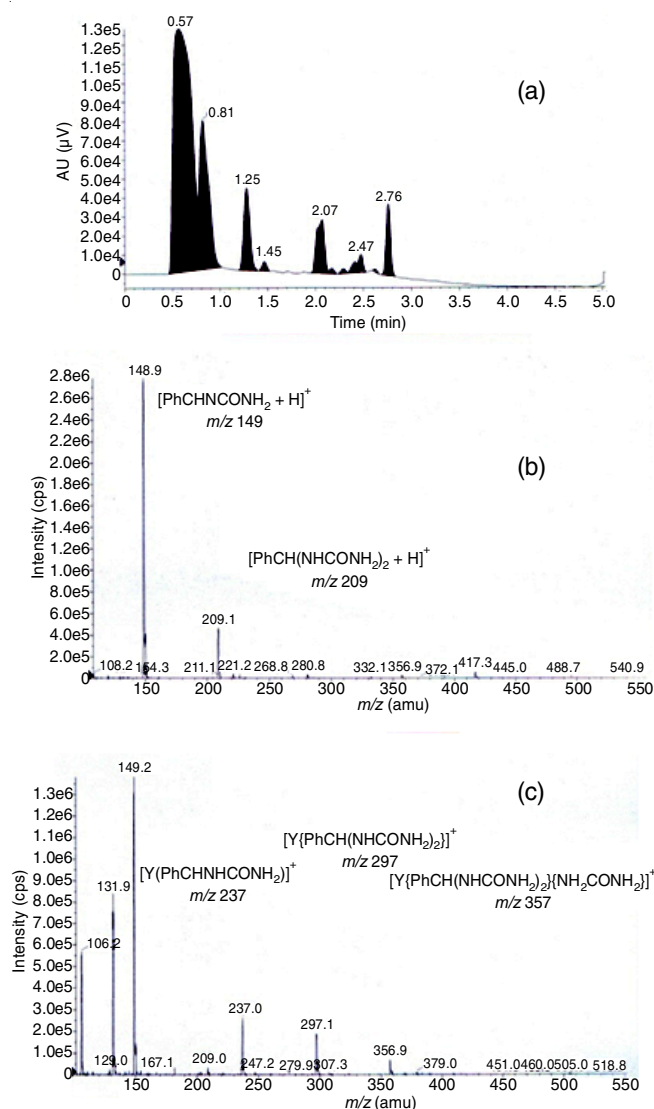 0.57
1.3e5
1.2e5
1.1e5
1.0e5
9.0e4
8.0e4
7.0e4
6.0e4
5.0e4
4.0e4
3.0e4
2.0e4
1.0e4
0
AU (µV)
0.81
1.25
1.45
2.07
2.47
2.76
(a)
0 0.5 1.0 1.5 2.0 2.5 3.0 3.5 4.0 4.5 5.0
Time (min)
2.8e6
2.6e6
2.4e6
2.2e6
2.0e6
1.8e6
1.6e6
1.4e6
1.2e6
1.0e6
8.0e5
6.0e5
4.0e5
2.0e5
0
Intensity (cps)
148.9
[PhCHNCONH2 + H]+
m/z 149
(b)
[PhCH(NHCONH2)2 + H]+
m/z 209
209.1
108.2 164.3 211.1 221.2 268.8 280.8 332.1 356.9 372.1 417.3 445.0 488.7 540.9
150 200 250 300 350 400 450 500 550
m/z (amu)
149.2
(c)
1.3e6
1.2e6
1.1e6
1.0e6
9.0e5
8.0e5
7.0e5
6.0e5
5.0e5
4.0e5
3.0e5
2.0e5
1.0e5
Intensity (cps)
[Y{PhCH(NHCONH2)2}]+
m/z 297
[Y(PhCHNHCONH2)]+
m/z 237
[Y{PhCH(NHCONH2)2}{NH2CONH2}]+
m/z 357
131.9
106.2
237.0
297.1
356.9
129.0 167.1 209.0 247.2 279.9 307.3 379.0 451.0 460.0 505.0 518.8
150 200 250 300 350 400 450 500 550
m/z (amu)